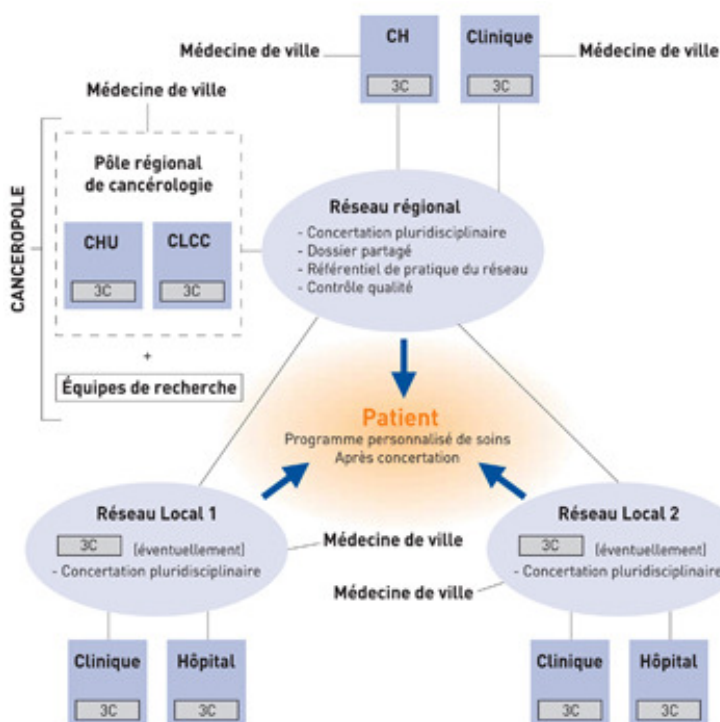 CH
3C
Clinique
3C
Médecine de ville
Médecine de ville
Médecine de ville
CANCEROPOLE
Pôle régional
de cancérologie
CHU
3C
CLCC
3C
+
Équipes de recherche
Réseau régional
- Concertation pluridisciplinaire
- Dossier partagé
- Référentiel de pratique du réseau
- Contrôle qualité
Patient
Programme personnalisé de soins
Après concertation
Réseau Local 1
3C (éventuellement)
- Concertation pluridisciplinaire
Médecine de ville
Réseau Local 2
3C (éventuellement)
- Concertation pluridisciplinaire
Médecine de ville
Clinique
3C
Hôpital
3C
Clinique
3C
Hôpital
3C